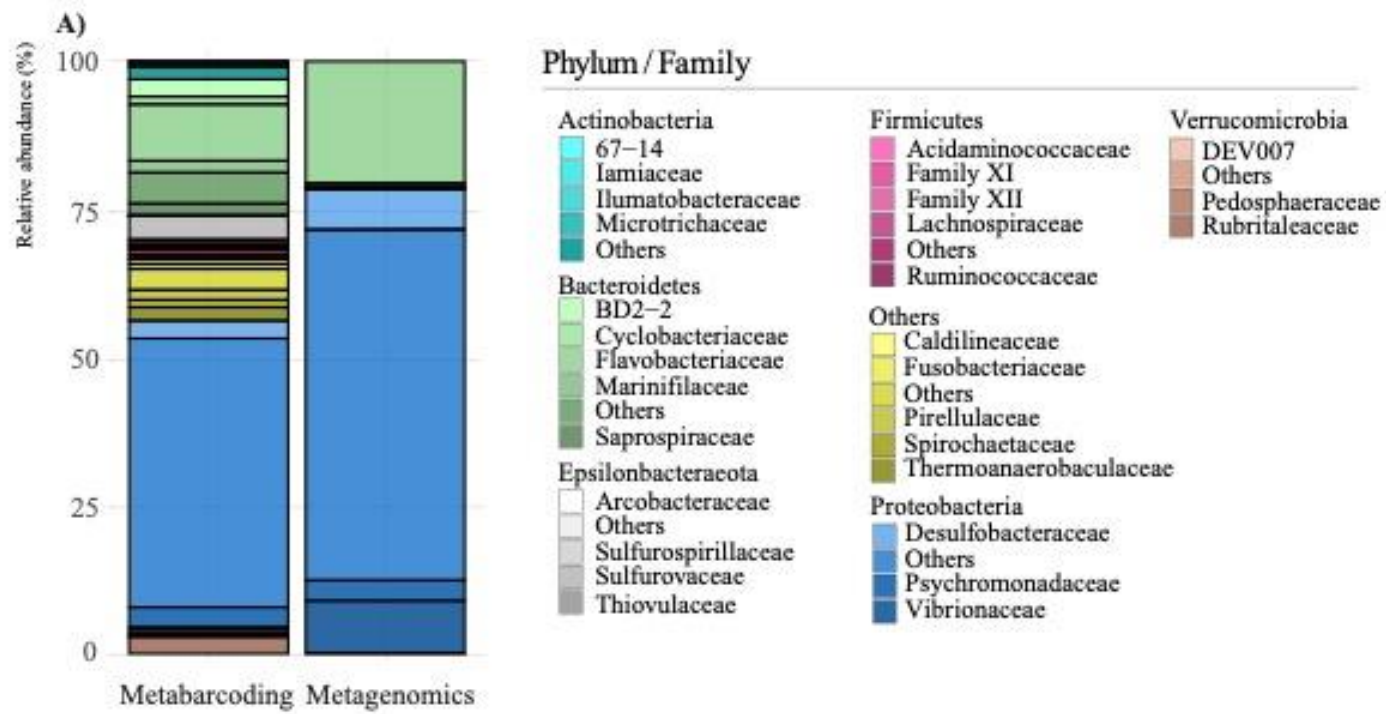 A)
Relative abundance (%)
100
75
50
25
0
Metabarcoding Metagenomics
Phylum / Family
Actinobacteria
67−14
Iamiaceae
Ilumatobacteraceae
Microtrichaceae
Others
Bacteroidetes
BD2−2
Cyclobacteriaceae
Flavobacteriaceae
Marinifilaceae
Others
Saprospiraceae
Epsilonbacteraeota
Arcobacteraceae
Others
Sulfurospirillaceae
Sulfurovaceae
Thiovulaceae
Firmicutes
Acidaminococcaceae
Family XI
Family XII
Lachnospiraceae
Others
Ruminococcaceae
Others
Caldilineaceae
Fusobacteriaceae
Others
Pirellulaceae
Spirochaetaceae
Thermoanaerobaculaceae
Proteobacteria
Desulfobacteraceae
Others
Psychromonadaceae
Vibrionaceae
Verrucomicrobia
DEV007
Others
Pedosphaeraceae
Rubritaleaceae